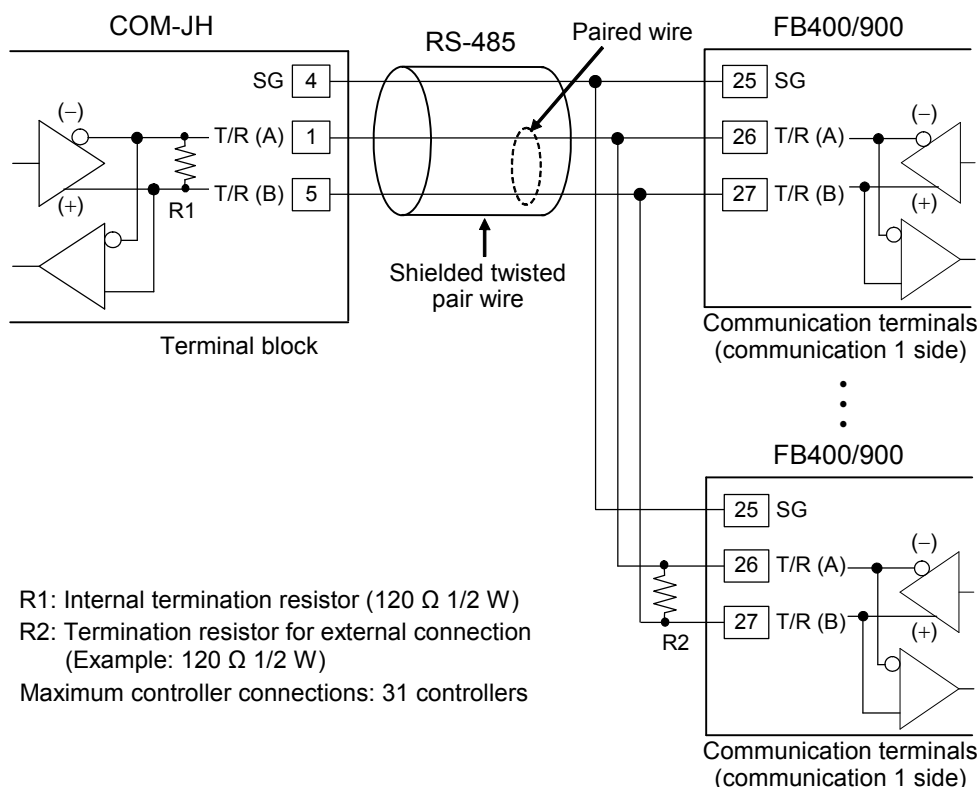 COM-JH
RS-485
Paired wire
FB400/900
SG 4
T/R (A) 1
T/R (B) 5
(−)
(+)
R1
Terminal block
Shielded twisted
pair wire
25 SG
26 T/R (A)
27 T/R (B)
(−)
(+)
Communication terminals
(communication 1 side)
FB400/900
25 SG
26 T/R (A)
27 T/R (B)
(−)
(+)
R2
Communication terminals
(communication 1 side)
R1: Internal termination resistor (120 Ω 1/2 W)
R2: Termination resistor for external connection
(Example: 120 Ω 1/2 W)
Maximum controller connections: 31 controllers